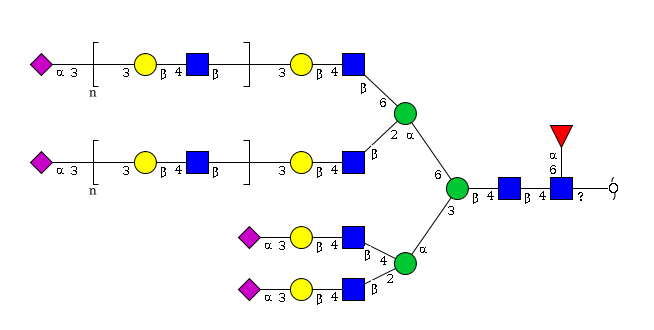 α 3 3 β 4 β 3 β 4
n
β
6
2 α
α 3 3 β 4 β 3 β 4 β
n
α
6
6 β 4 β 4 ?
3
α 3 β 4 β 4 α
2
α 3 β 4 β